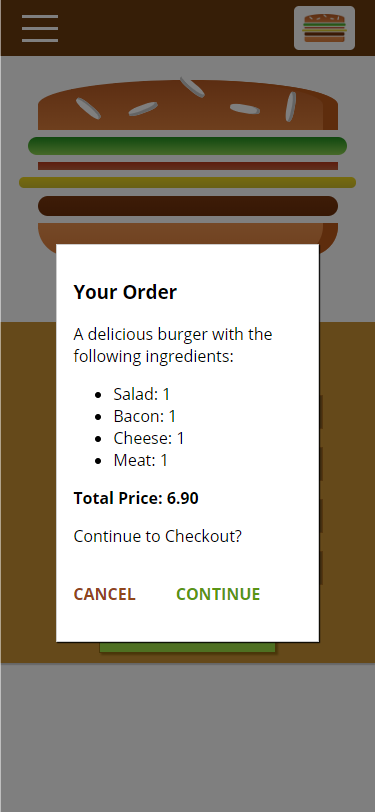 Your Order
A delicious burger with the
following ingredients:
Salad: 1
Bacon: 1
Cheese: 1
Meat: 1
Total Price: 6.90
Continue to Checkout?
CANCEL CONTINUE